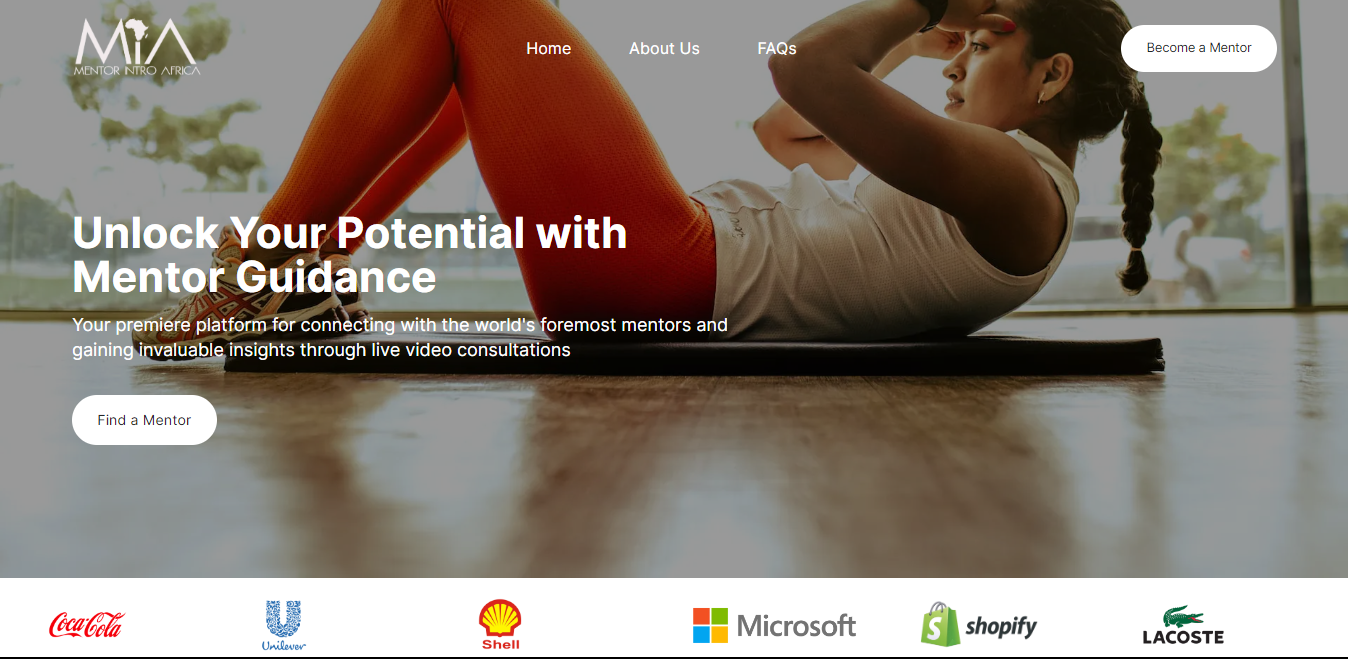 MIA
MENTOR INTRO AFRICA
Home
About Us
FAQs
Become a Mentor
Unlock Your Potential with
Mentor Guidance
Your premiere platform for connecting with the world's foremost mentors and
gaining invaluable insights through live video consultations
Find a Mentor
Coca-Cola
Unilever
Shell
Microsoft
shopify
LACOSTE